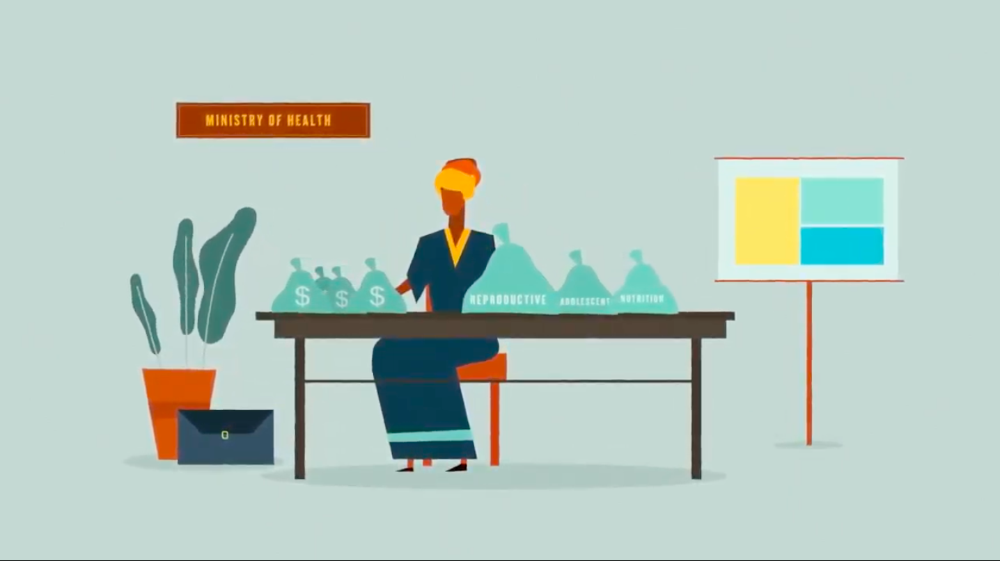 MINISTRY OF HEALTH
$ $ $
REPRODUCTIVE
ADOLESCENT
NUTRITION